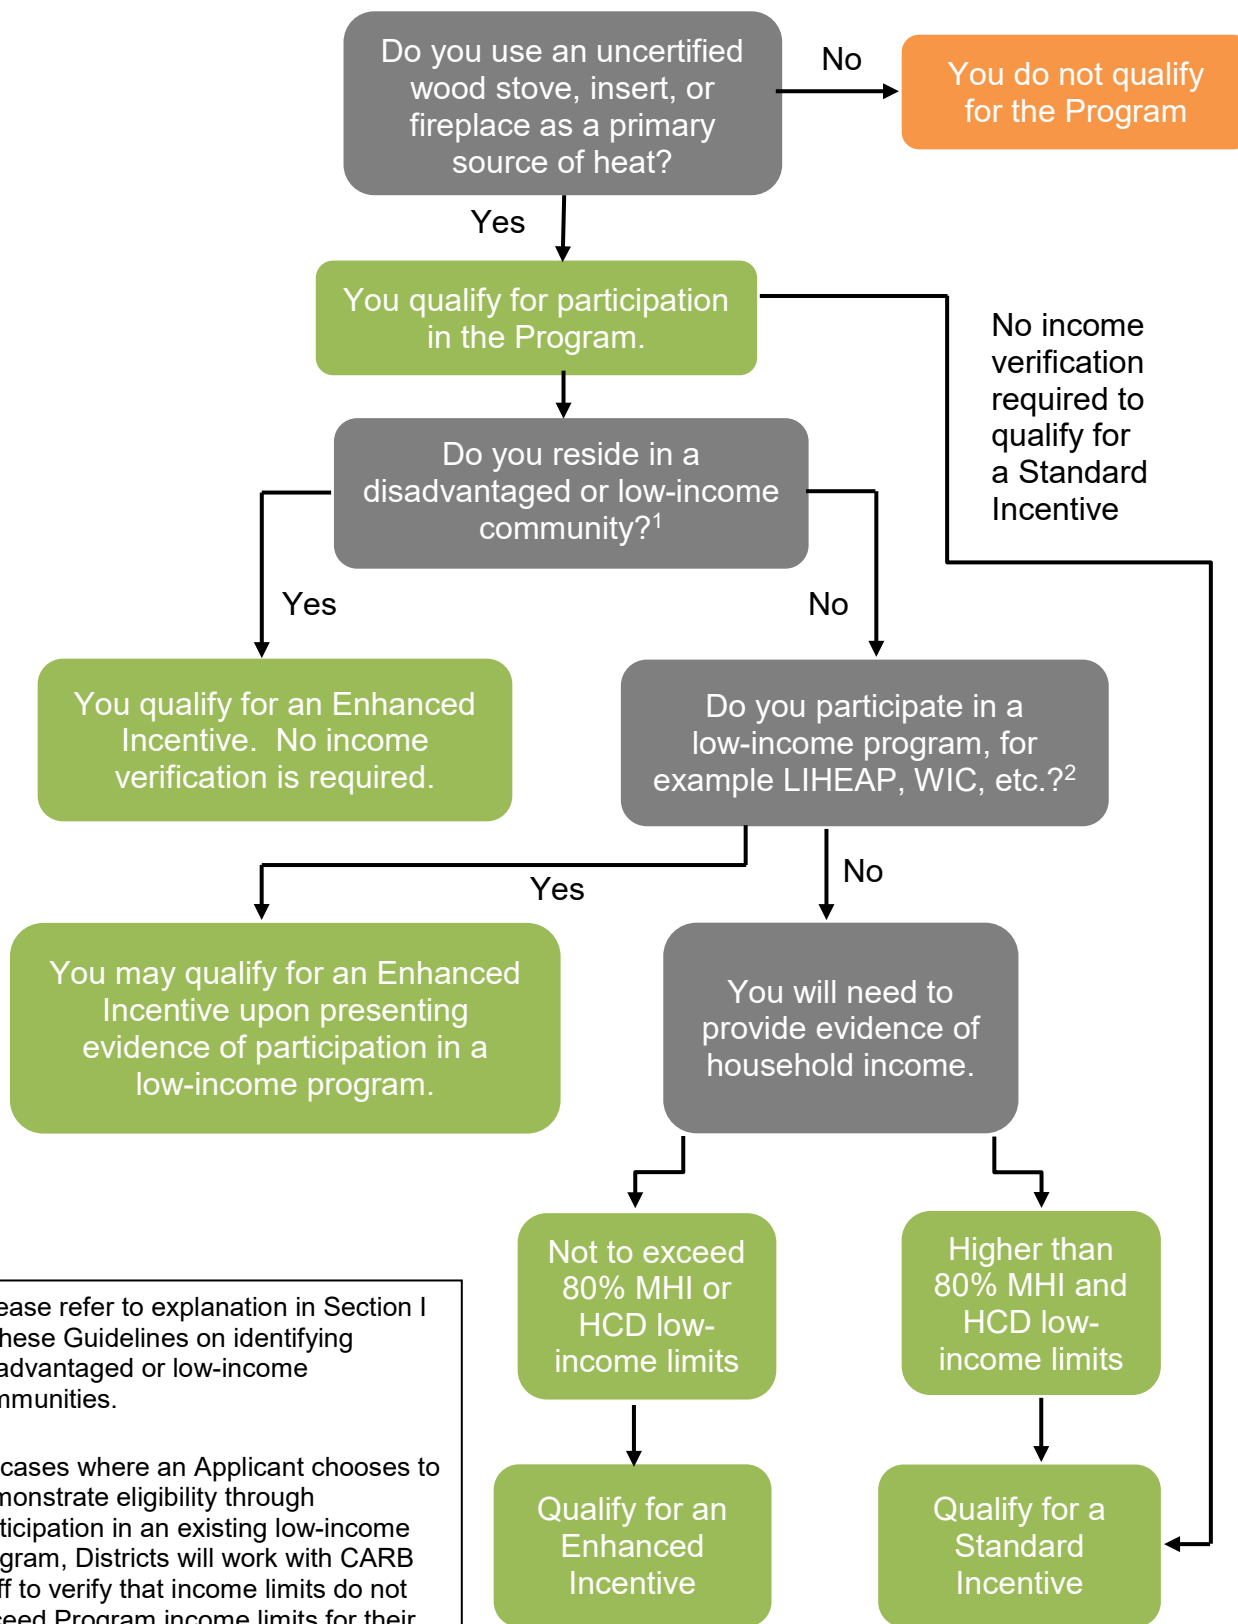 Do you use an uncertified
wood stove, insert, or
fireplace as a primary
source of heat?
No
You do not qualify
for the Program
Yes
You qualify for participation
in the Program.
No income
verification
required to
qualify for
a Standard
Incentive
Do you reside in a
disadvantaged or low-income
community?1
Yes
No
You qualify for an Enhanced
Incentive.  No income
verification is required.
Do you participate in a
low-income program, for
example LIHEAP, WIC, etc.?2
Yes
No
You may qualify for an Enhanced
Incentive upon presenting
evidence of participation in a
low-income program.
You will need to
provide evidence of
household income.
Not to exceed
80% MHI or
HCD low-
income limits
Higher than
80% MHI and
HCD low-
income limits
Qualify for an
Enhanced
Incentive
Qualify for a
Standard
Incentive
refer to explanation in Section I
Guidelines on identifying
or low-income
cases where an Applicant chooses to
eligibility through
in an existing low-income
Districts will work with CARB
to verify that income limits do not
Program income limits for their